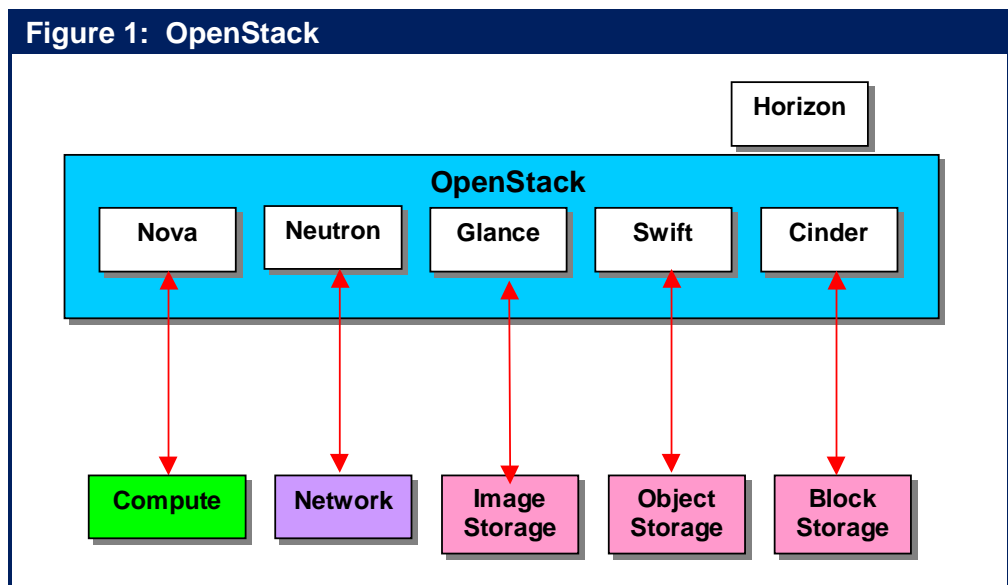 Figure 1: OpenStack
Horizon
OpenStack
Nova
Neutron
Glance
Swift
Cinder
Compute
Network
Image
Storage
Object
Storage
Block
Storage